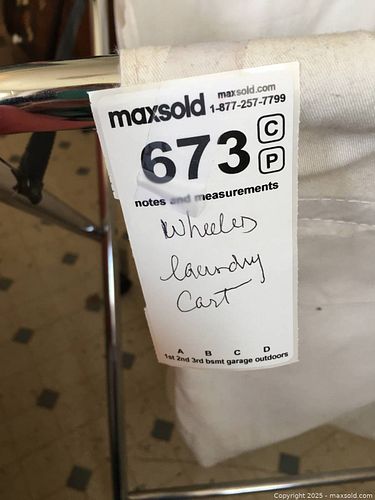 maxsold maxsold.com
1-877-257-7799
673 C
P
notes and measurements
Wheeled
laundry
Cart
A B C D
1st 2nd 3rd bsmt garage outdoors
Copyright 2025 - maxsold.com